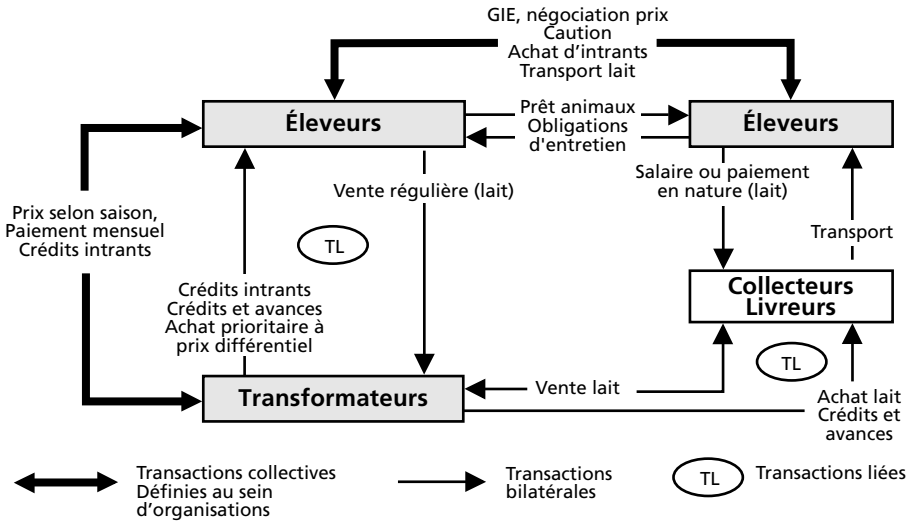 GIE, négociation prix
Caution
Achat d'intrants
Transport lait
Éleveurs
Prêt animaux
Obligations
d'entretien
Éleveurs
Prix selon saison,
Paiement mensuel
Crédits intrants
Vente régulière (lait)
TL
Salaire ou paiement
en nature (lait)
Transport
Crédits intrants
Crédits et avances
Achat prioritaire à
prix différentiel
Collecteurs
Livreurs
TL
Transformateurs
Vente lait
Achat lait
Crédits et
avances
Transactions collectives
Définies au sein
d'organisations
Transactions
bilatérales
TL
Transactions liées